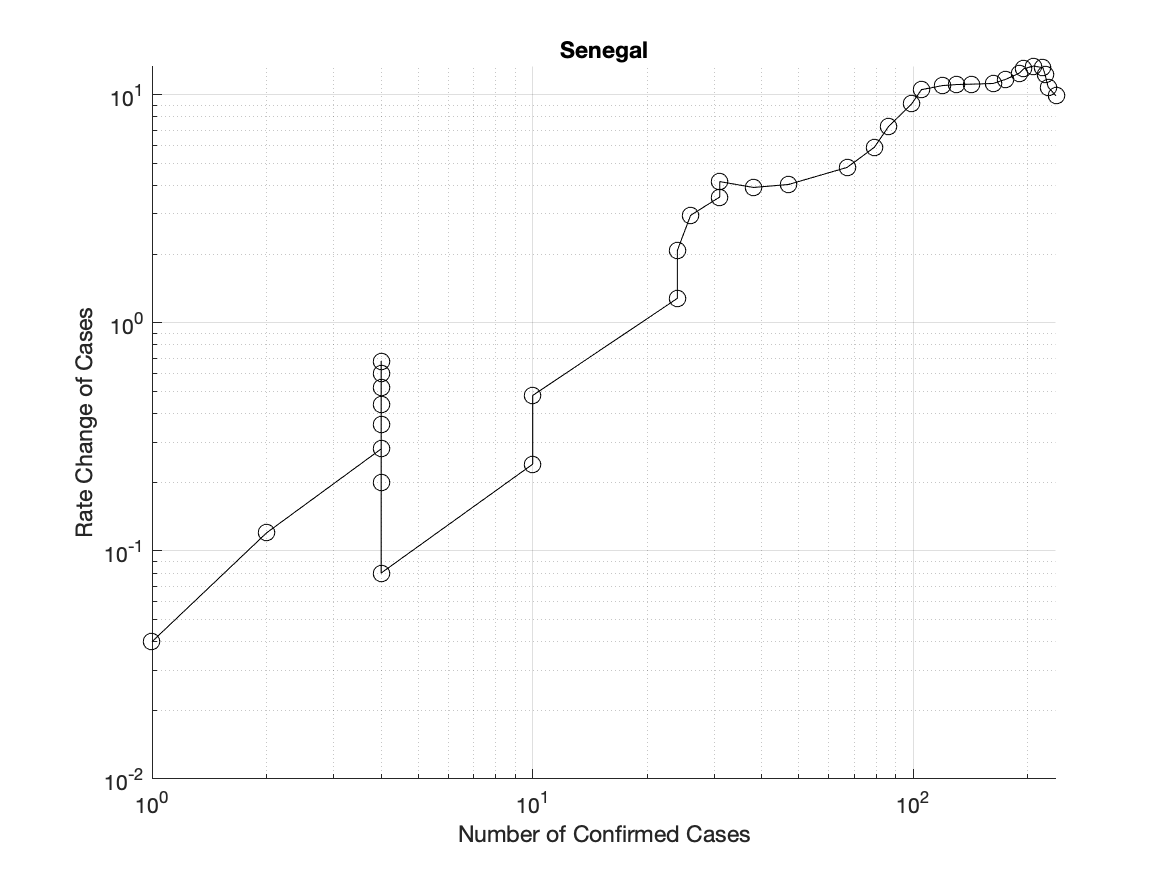 Senegal
Rate Change of Cases
10^1
10^0
10^-1
10^-2
10^0 10^1 10^2
Number of Confirmed Cases